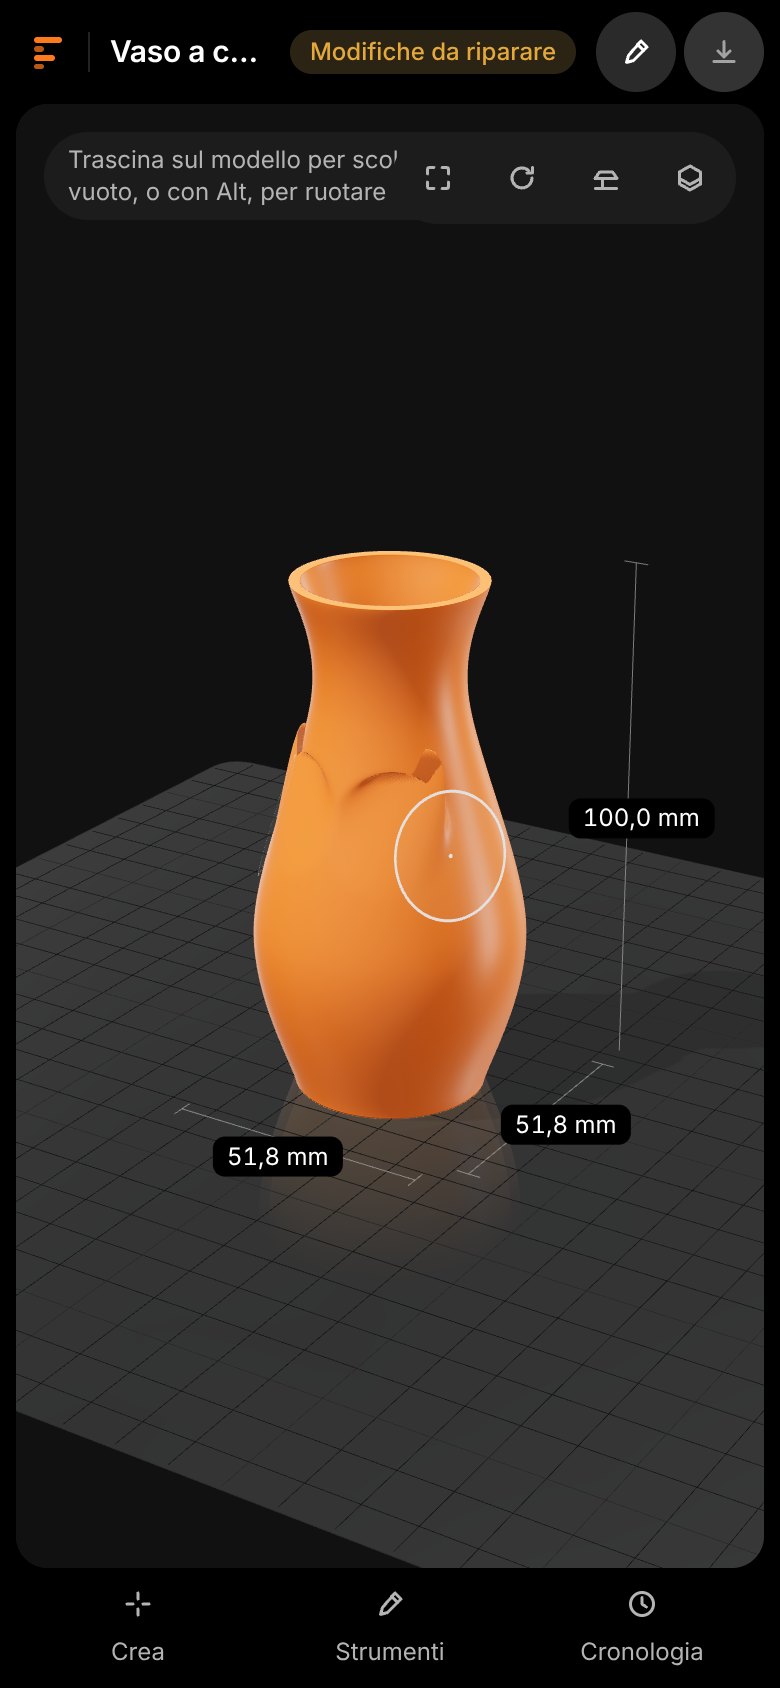 Vaso a c...
Modifiche da riparare
Trascina sul modello per
vuoto, o con Alt, per ruotare
100,0 mm
51,8 mm
51,8 mm
Crea
Strumenti
Cronologia